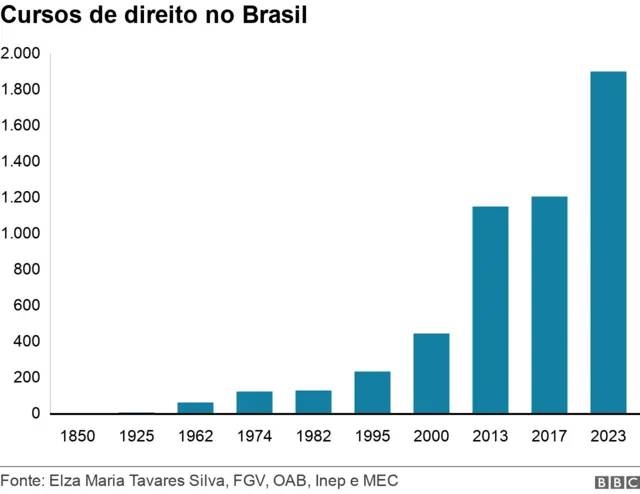 Cursos de direito no Brasil
2.000
1.800
1.600
1.400
1.200
1.000
800
600
400
200
0
1850 1925 1962 1974 1982 1995 2000 2013 2017 2023
Fonte: Elza Maria Tavares Silva, FGV, OAB, Inep e MEC
BBC